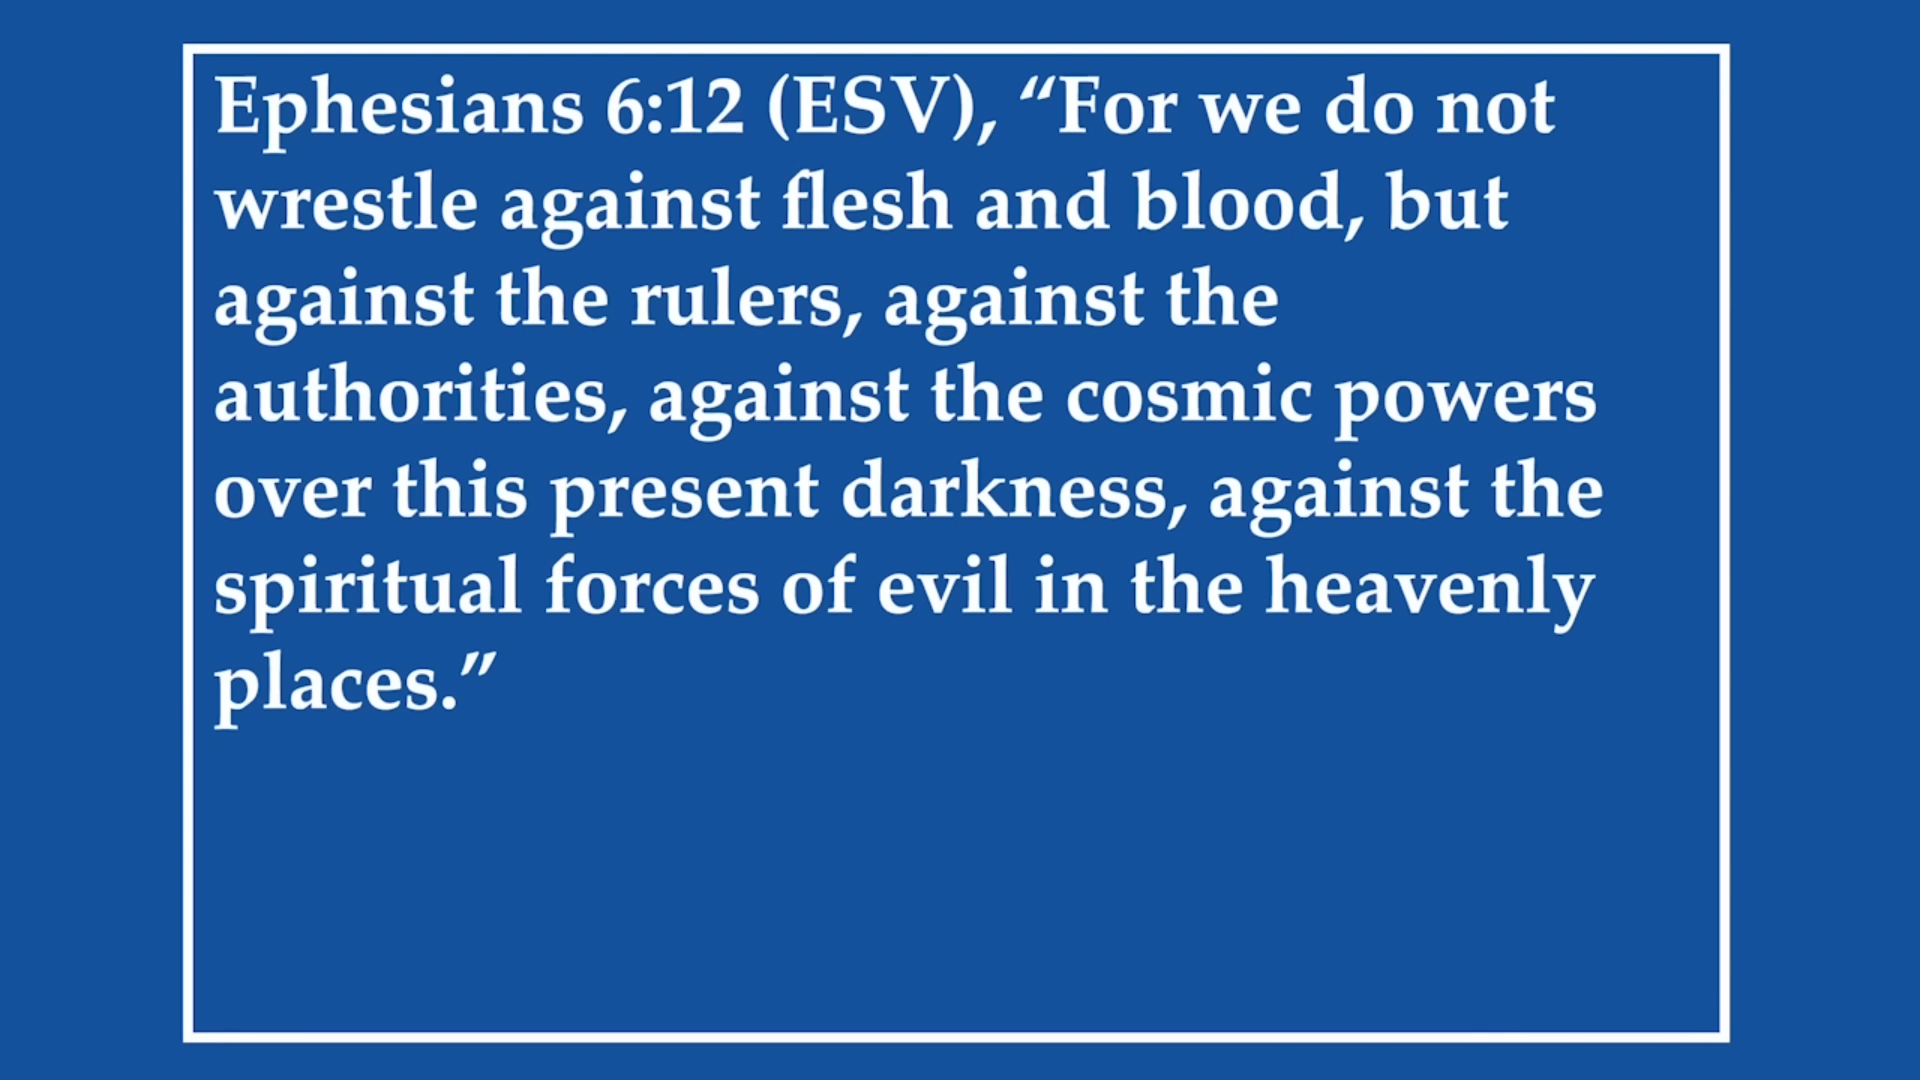 Ephesians 6:12 (ESV), “For we do not
wrestle against flesh and blood, but
against the rulers, against the
authorities, against the cosmic powers
over this present darkness, against the
spiritual forces of evil in the heavenly
places.”